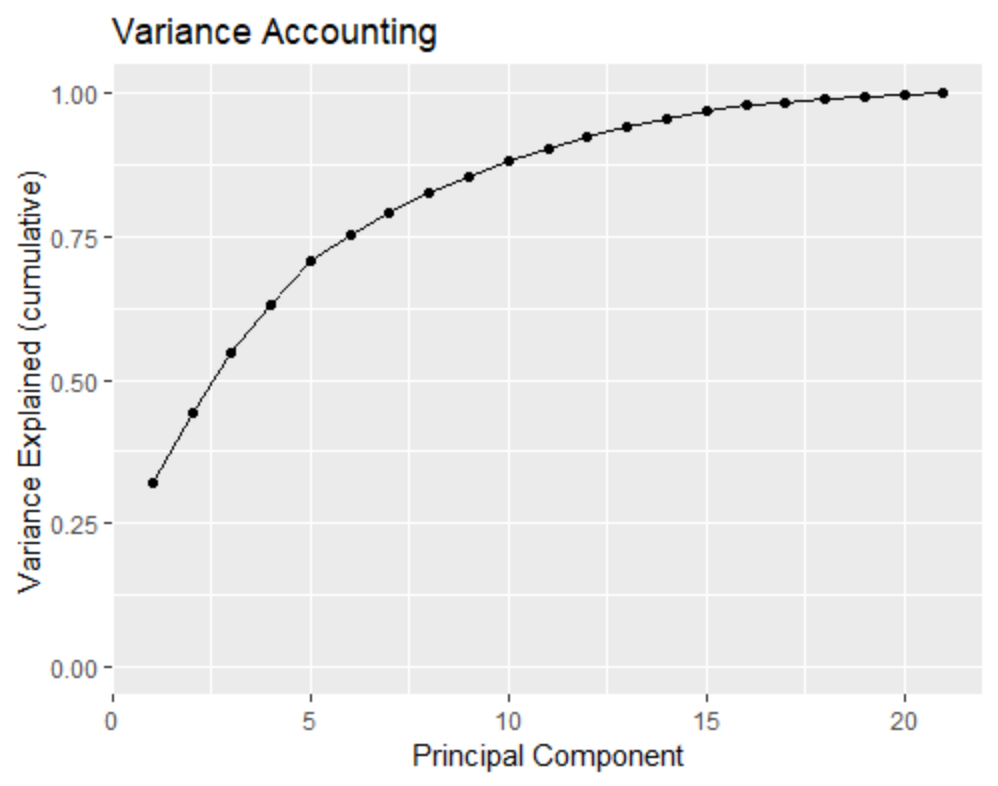 Variance Accounting
Variance Explained (cumulative)
1.00
0.75
0.50
0.25
0.00
0 5 10 15 20
Principal Component